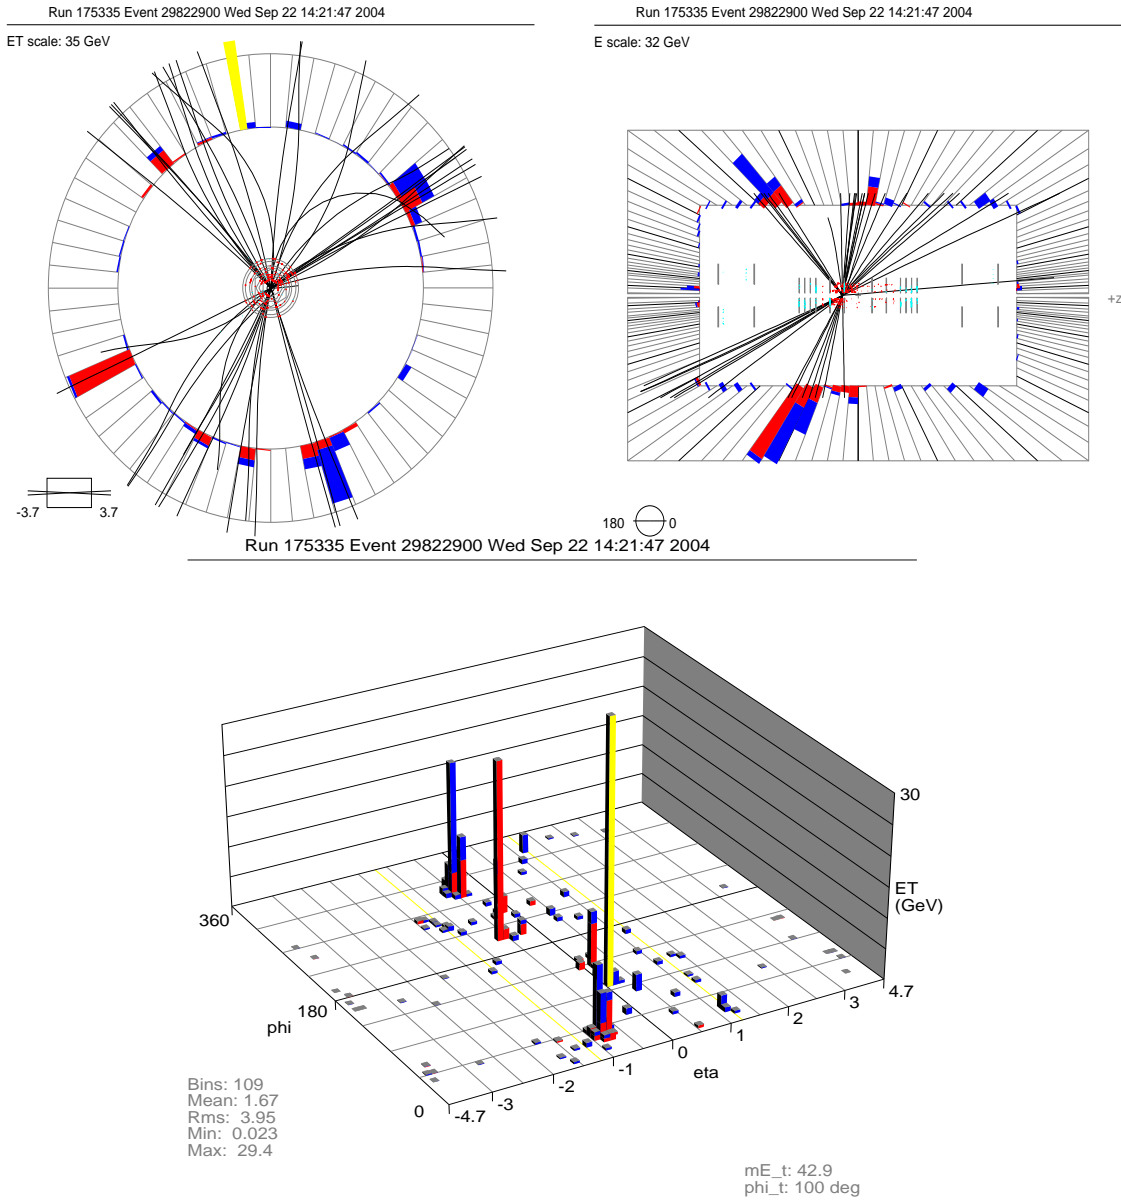 Run 175335 Event 29822900 Wed Sep 22 14:21:47 2004
ET scale: 35 GeV
-3.7 3.7
Run 175335 Event 29822900 Wed Sep 22 14:21:47 2004
E scale: 32 GeV
+z
180 0
Run 175335 Event 29822900 Wed Sep 22 14:21:47 2004
30
ET
(GeV)
360
180
phi
0
-4.7
-3
-2
-1
0
1
2
3
4.7
eta
Bins: 109
Mean: 1.67
Rms: 3.95
Min: 0.023
Max: 29.4
mE_t: 42.9
phi_t: 100 deg